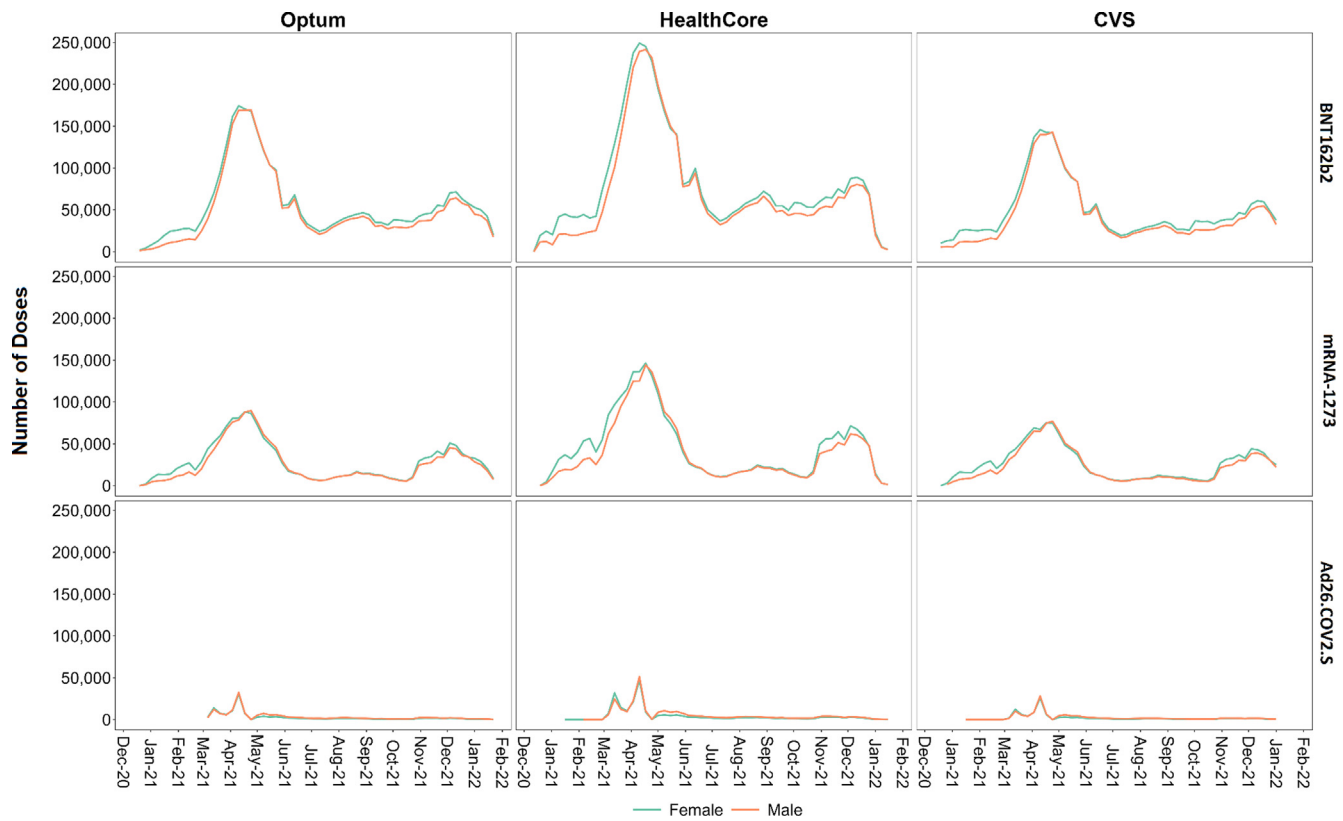 Optum HealthCore CVS
Number of Doses
250,000
200,000
150,000
100,000
50,000
0
BNT162b2
250,000
200,000
150,000
100,000
50,000
0
mRNA-1273
250,000
200,000
150,000
100,000
50,000
0
Ad26.COV2.S
Dec-20 Jan-21 Feb-21 Mar-21 Apr-21 May-21 Jun-21 Jul-21 Aug-21 Sep-21 Oct-21 Nov-21 Dec-21 Jan-22 Feb-22
Dec-20 Jan-21 Feb-21 Mar-21 Apr-21 May-21 Jun-21 Jul-21 Aug-21 Sep-21 Oct-21 Nov-21 Dec-21 Jan-22 Feb-22
Dec-20 Jan-21 Feb-21 Mar-21 Apr-21 May-21 Jun-21 Jul-21 Aug-21 Sep-21 Oct-21 Nov-21 Dec-21 Jan-22 Feb-22
Female Male